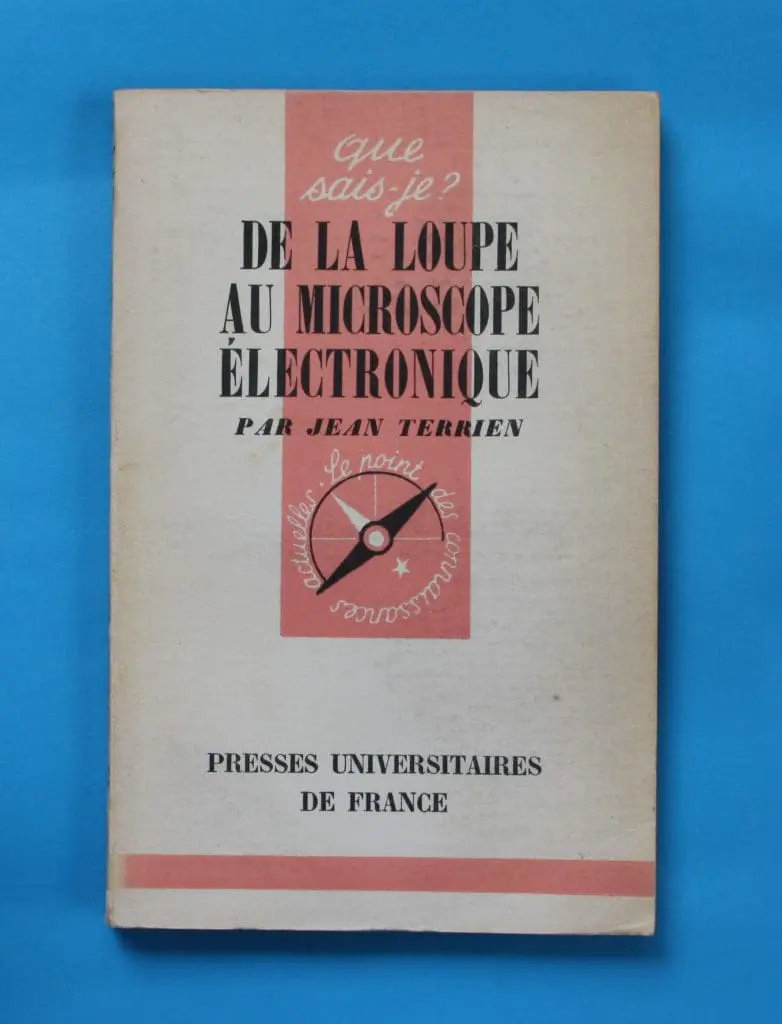 que
sais-je?
DE LA LOUPE
AU MICROSCOPE
ÉLECTRONIQUE
PAR JEAN TERRIEN
Le point des connaissances actuelles.
PRESSES UNIVERSITAIRES
DE FRANCE